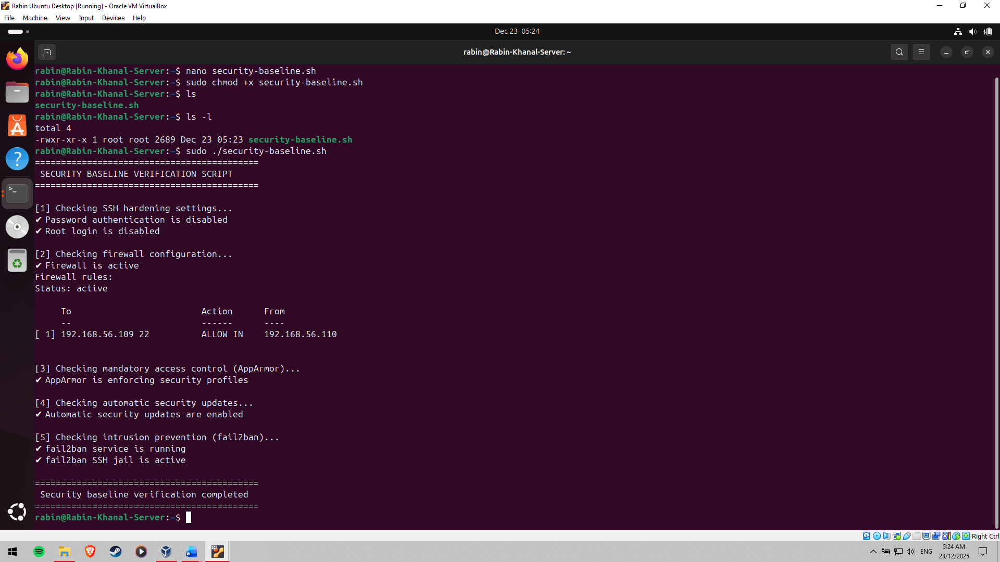 Rabin Ubuntu Desktop [Running] - Oracle VM VirtualBox
File Machine View Input Devices Help
Dec 23 05:24
rabin@Rabin-Khanal-Server: ~
rabin@Rabin-Khanal-Server:~$ nano security-baseline.sh
rabin@Rabin-Khanal-Server:~$ sudo chmod +x security-baseline.sh
rabin@Rabin-Khanal-Server:~$ ls
security-baseline.sh
rabin@Rabin-Khanal-Server:~$ ls -l
total 4
-rwxr-xr-x 1 root root 2689 Dec 23 05:23 security-baseline.sh
rabin@Rabin-Khanal-Server:~$ sudo ./security-baseline.sh
===========================================
SECURITY BASELINE VERIFICATION SCRIPT
===========================================
[1] Checking SSH hardening settings...
✔ Password authentication is disabled
✔ Root login is disabled
[2] Checking firewall configuration...
✔ Firewall is active
Firewall rules:
Status: active
To Action From
-- ------ ----
[ 1] 192.168.56.109 22 ALLOW IN 192.168.56.110
[3] Checking mandatory access control (AppArmor)...
✔ AppArmor is enforcing security profiles
[4] Checking automatic security updates...
✔ Automatic security updates are enabled
[5] Checking intrusion prevention (fail2ban)...
✔ fail2ban service is running
✔ fail2ban SSH jail is active
===========================================
Security baseline verification completed
===========================================
rabin@Rabin-Khanal-Server:~$
Right Ctrl
ENG
5:24 AM
23/12/2025